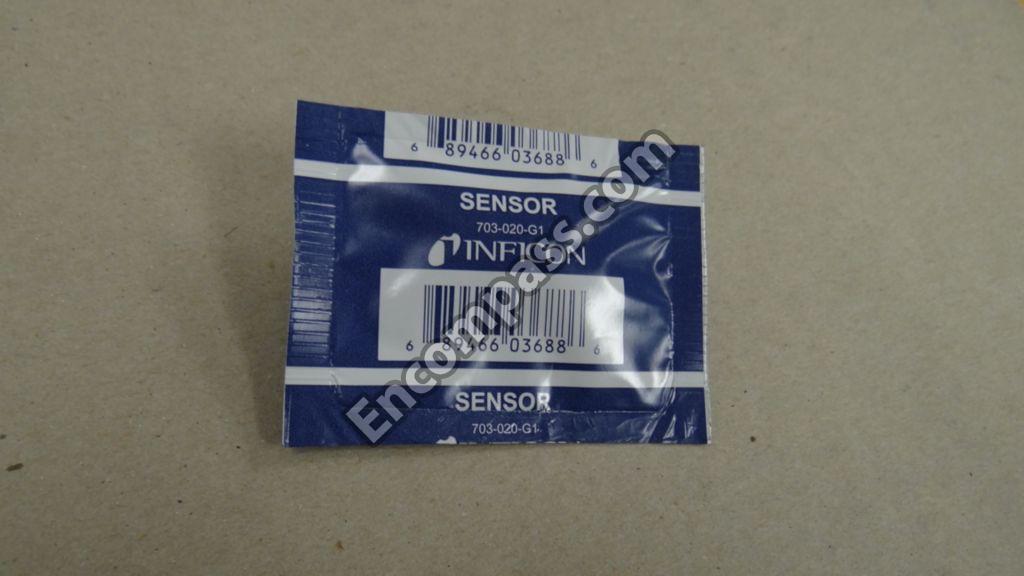 6 89466 03688 6
SENSOR
703-020-G1
INFICON
6 89466 03688 6
SENSOR
703-020-G1
Encompass.com